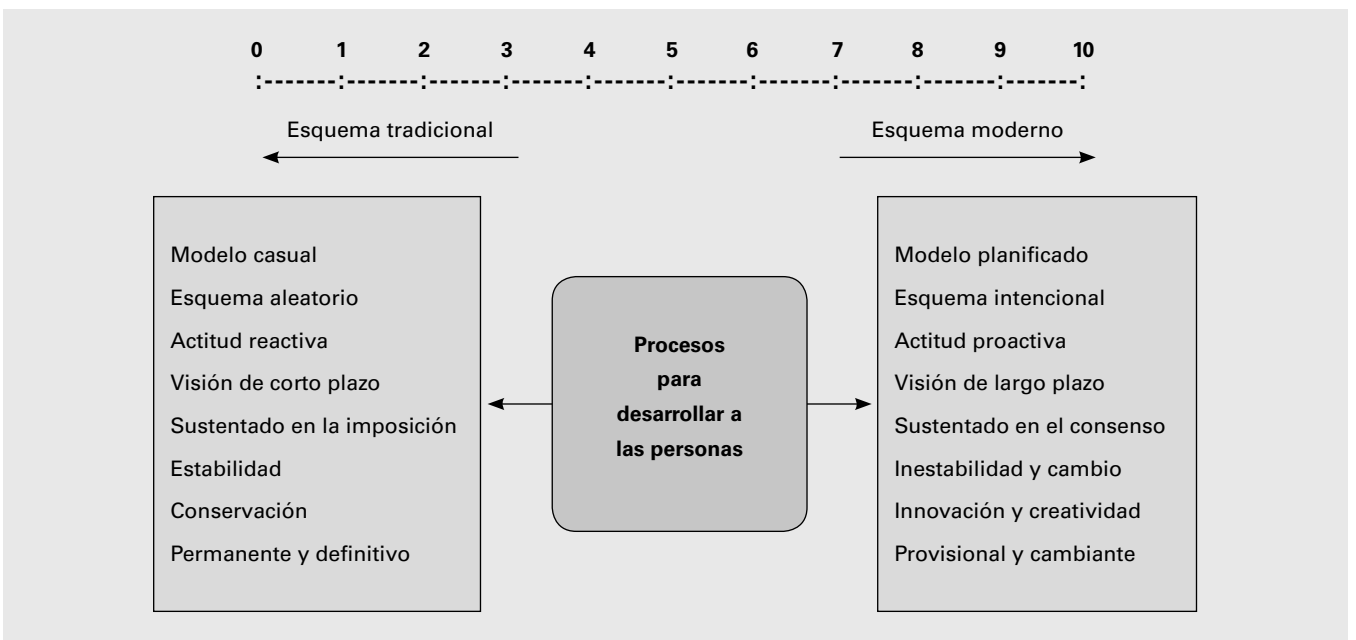 0 1 2 3 4 5 6 7 8 9 10
:------:------:------:------:------:------:------:------:------:------:
Esquema tradicional
Esquema moderno
Modelo casual
Esquema aleatorio
Actitud reactiva
Visión de corto plazo
Sustentado en la imposición
Estabilidad
Conservación
Permanente y definitivo
Procesos
para
desarrollar a
las personas
Modelo planificado
Esquema intencional
Actitud proactiva
Visión de largo plazo
Sustentado en el consenso
Inestabilidad y cambio
Innovación y creatividad
Provisional y cambiante